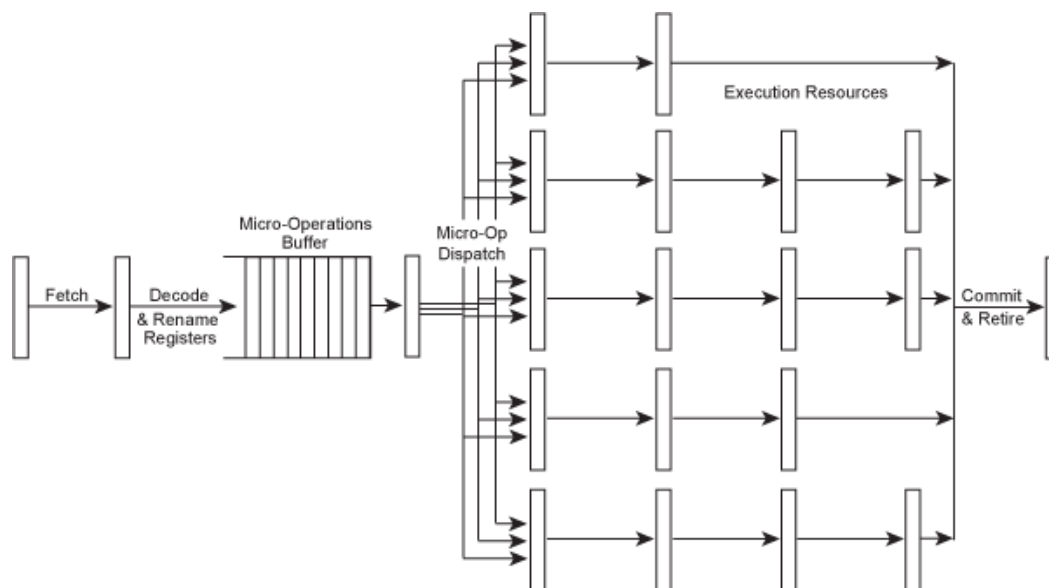 Execution Resources
Micro-Operations
Buffer
Micro-Op
Dispatch
Fetch
Decode
& Rename
Registers
Commit
& Retire